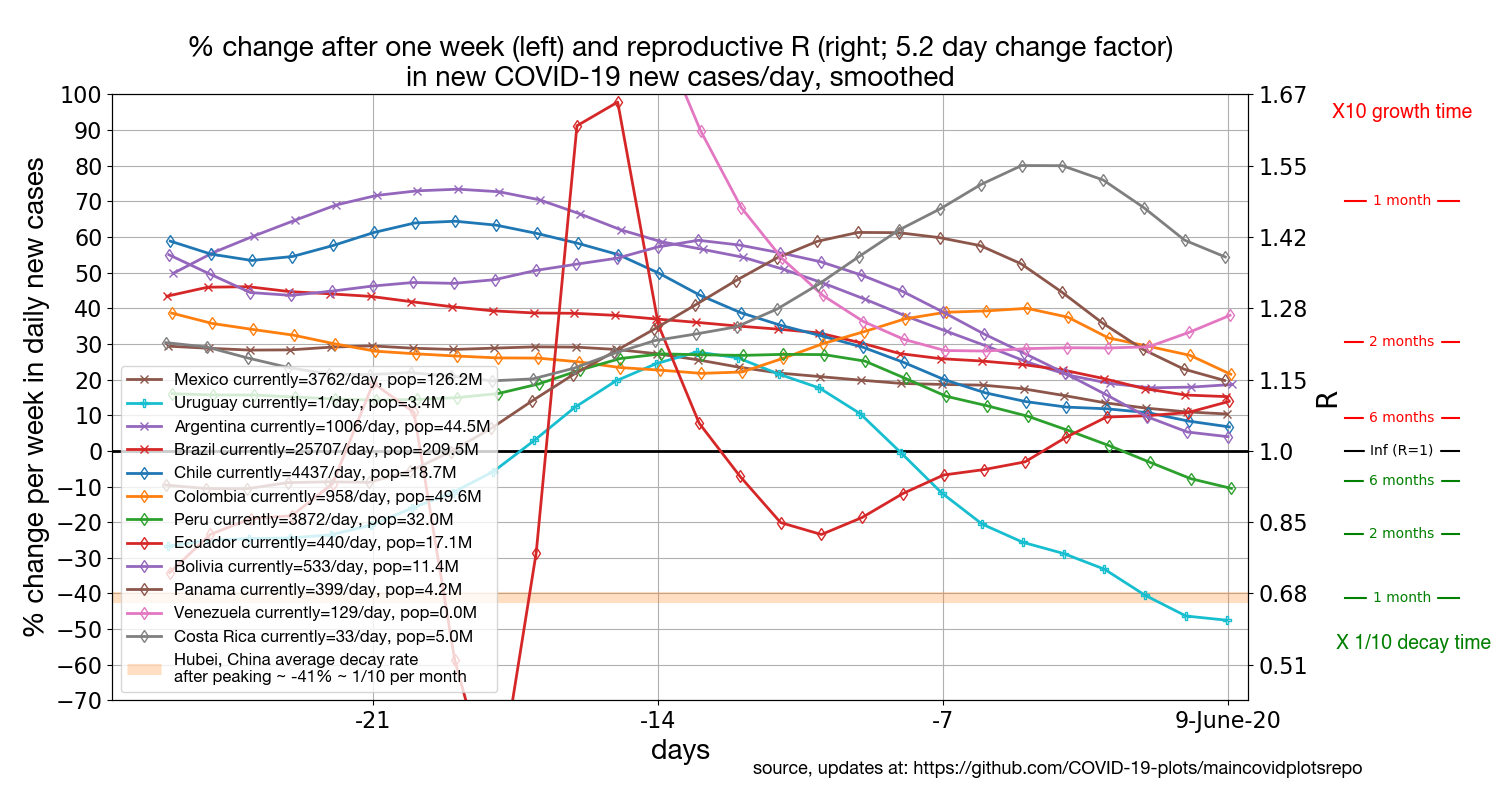 % change after one week (left) and reproductive R (right; 5.2 day change factor)
in new COVID-19 new cases/day, smoothed
% change per week in daily new cases
100
90
80
70
60
50
40
30
20
10
0
−10
−20
−30
−40
−50
−60
−70
Mexico currently=3762/day, pop=126.2M
Uruguay currently=1/day, pop=3.4M
Argentina currently=1006/day, pop=44.5M
Brazil currently=25707/day, pop=209.5M
Chile currently=4437/day, pop=18.7M
Colombia currently=958/day, pop=49.6M
Peru currently=3872/day, pop=32.0M
Ecuador currently=440/day, pop=17.1M
Bolivia currently=533/day, pop=11.4M
Panama currently=399/day, pop=4.2M
Venezuela currently=129/day, pop=0.0M
Costa Rica currently=33/day, pop=5.0M
Hubei, China average decay rate
after peaking ~ -41% ~ 1/10 per month
-21
-14
-7
9-June-20
days
1.67
1.55
1.42
1.28
1.15
1.0
0.85
0.68
0.51
R
X10 growth time
1 month
2 months
6 months
Inf (R=1)
6 months
2 months
1 month
X 1/10 decay time
source, updates at: https://github.com/COVID-19-plots/maincovidplotsrepo